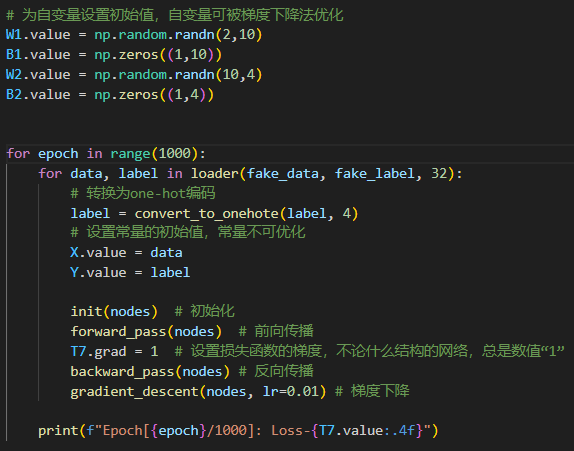 # 为自变量设置初始值，自变量可被梯度下降法优化
W1.value = np.random.randn(2,10)
B1.value = np.zeros((1,10))
W2.value = np.random.randn(10,4)
B2.value = np.zeros((1,4))
for epoch in range(1000):
for data, label in loader(fake_data, fake_label, 32):
# 转换为one-hot编码
label = convert_to_onehote(label, 4)
# 设置常量的初始值，常量不可优化
X.value = data
Y.value = label
init(nodes)  # 初始化
forward_pass(nodes)  # 前向传播
T7.grad = 1  # 设置损失函数的梯度，不论什么结构的网络，总是数值“1”
backward_pass(nodes) # 反向传播
gradient_descent(nodes, lr=0.01) # 梯度下降
print(f"Epoch[{epoch}/1000]: Loss-{T7.value:.4f}")